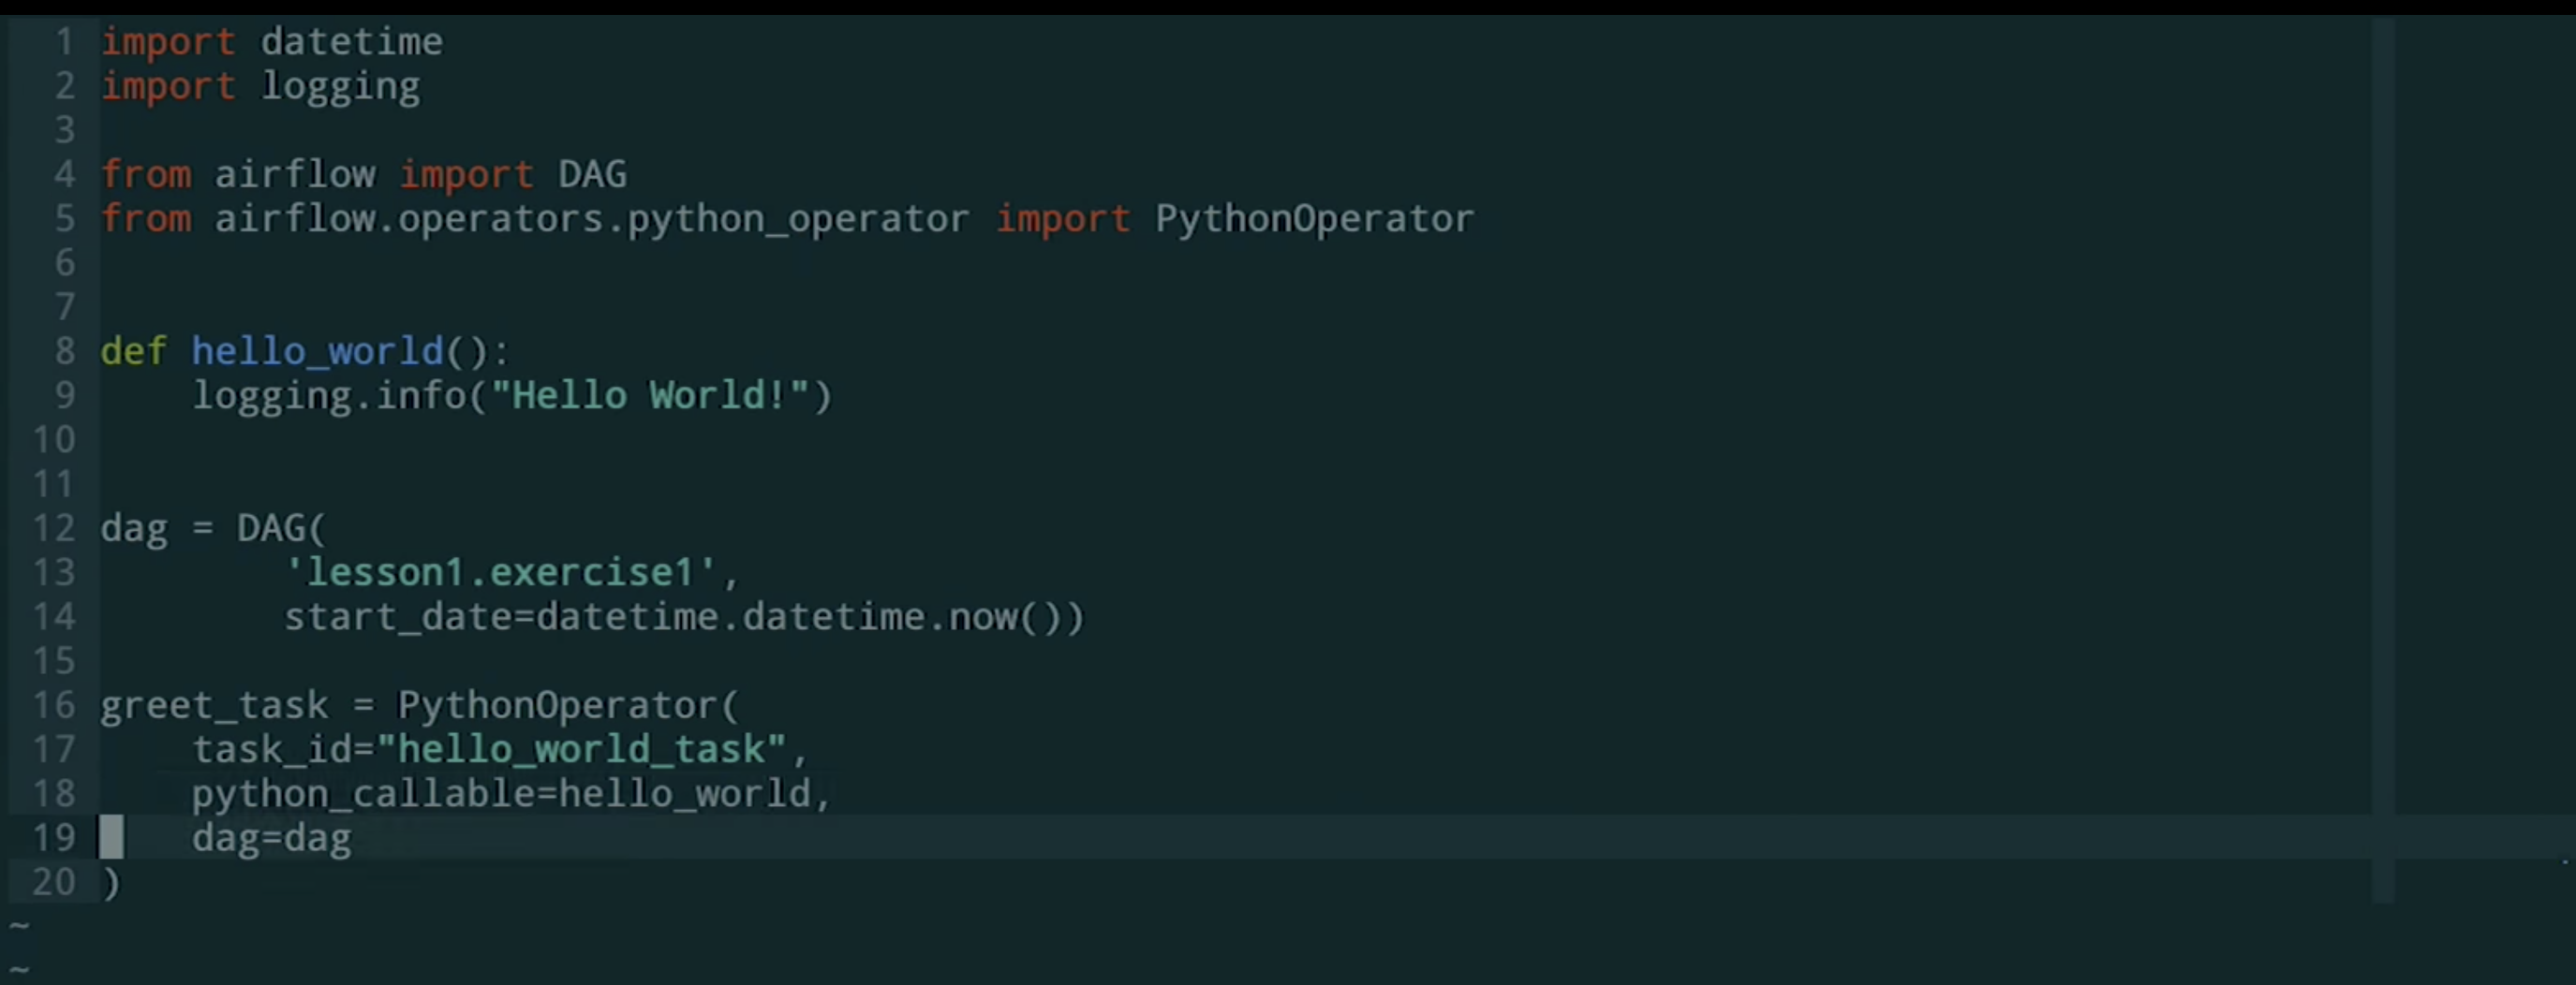 1 import datetime
2 import logging
3
4 from airflow import DAG
5 from airflow.operators.python_operator import PythonOperator
6
7
8 def hello_world():
9     logging.info("Hello World!")
10
11
12 dag = DAG(
13         'lesson1.exercise1',
14         start_date=datetime.datetime.now())
15
16 greet_task = PythonOperator(
17     task_id="hello_world_task",
18     python_callable=hello_world,
19     dag=dag
20 )
~
~